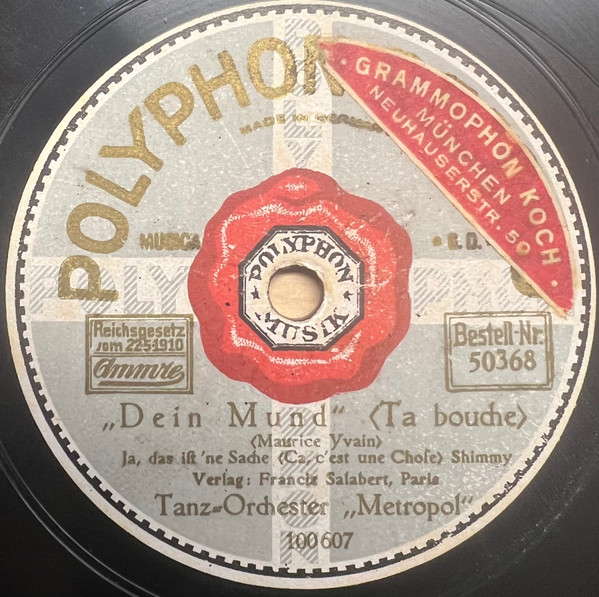 POLYPHON
MADE IN GERMANY
GRAMMOPHON KOCH
MÜNCHEN
NEUHAUSERSTR. 50
MUSICA
B. D.
POLYPHON
MUSIK
Reichsgesetz
vom 22·5·1910
Ammre
Bestell-Nr.
50368
„Dein Mund“ (Ta bouche)
(Maurice Yvain)
Ja, das iſt 'ne Sache (Ca, c'est une Choſe) Shimmy
Verlag: Francis Salabert, Paris
Tanz=Orchester „Metropol“
100607